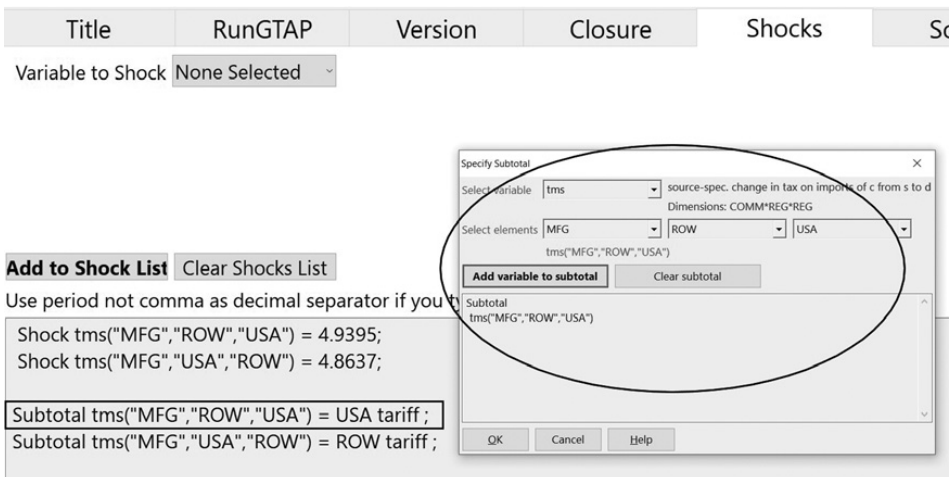 Title RunGTAP Version Closure Shocks
Variable to Shock None Selected
Specify Subtotal
Select variable tms source-spec. change in tax on imports of c from s to d
Dimensions: COMM*REG*REG
Select elements MFG ROW USA
tms("MFG","ROW","USA")
Add variable to subtotal Clear subtotal
Subtotal
tms("MFG","ROW","USA")
OK Cancel Help
Add to Shock List Clear Shocks List
Use period not comma as decimal separator if you
Shock tms("MFG","ROW","USA") = 4.9395;
Shock tms("MFG","USA","ROW") = 4.8637;
Subtotal tms("MFG","ROW","USA") = USA tariff ;
Subtotal tms("MFG","USA","ROW") = ROW tariff ;